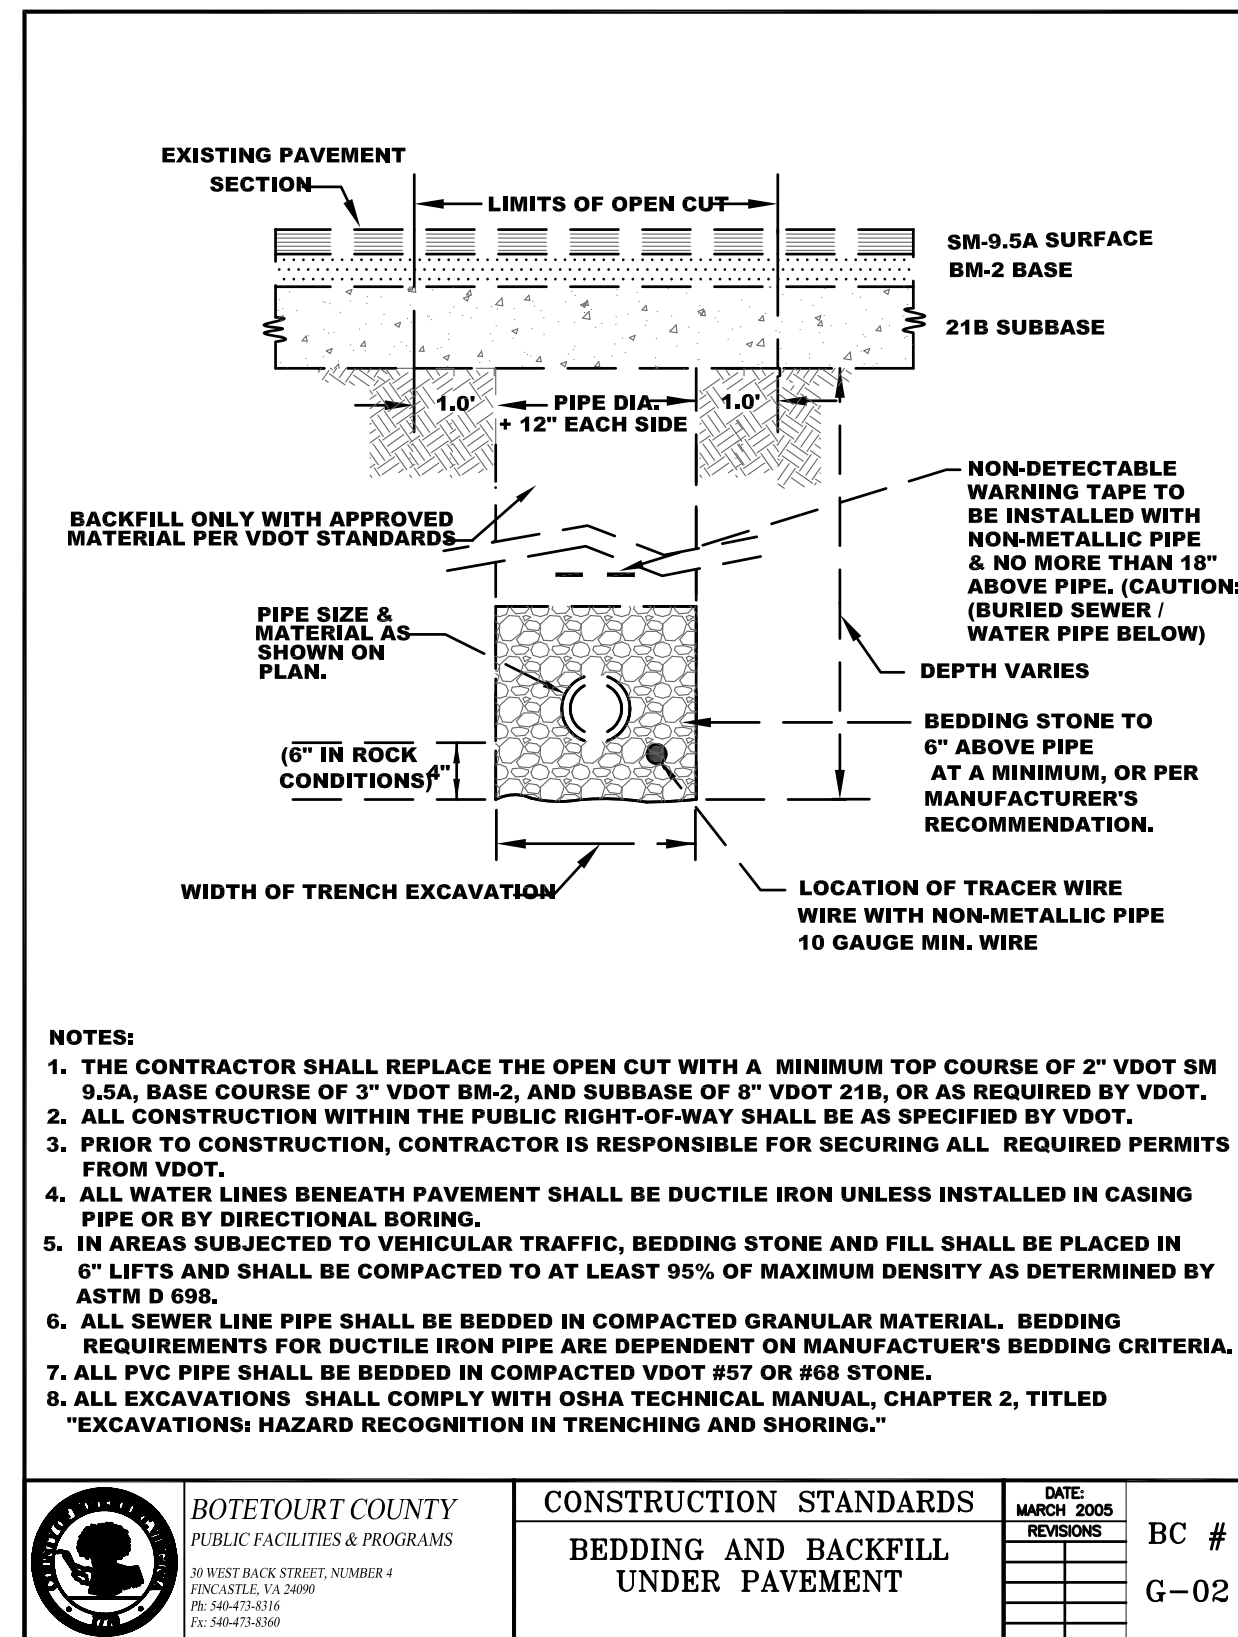 EXISTING PAVEMENT
SECTION
LIMITS OF OPEN CUT
SM-9.5A SURFACE
BM-2 BASE
21B SUBBASE
1.0'
PIPE DIA.
+ 12" EACH SIDE
1.0'
NON-DETECTABLE
WARNING TAPE TO
BE INSTALLED WITH
NON-METALLIC PIPE
& NO MORE THAN 18"
ABOVE PIPE. (CAUTION:
(BURIED SEWER /
WATER PIPE BELOW)
BACKFILL ONLY WITH APPROVED
MATERIAL PER VDOT STANDARDS
PIPE SIZE &
MATERIAL AS
SHOWN ON
PLAN.
DEPTH VARIES
(6" IN ROCK
CONDITIONS)
4"
BEDDING STONE TO
6" ABOVE PIPE
AT A MINIMUM, OR PER
MANUFACTURER'S
RECOMMENDATION.
WIDTH OF TRENCH EXCAVATION
LOCATION OF TRACER WIRE
WIRE WITH NON-METALLIC PIPE
10 GAUGE MIN. WIRE
NOTES:
1. THE CONTRACTOR SHALL REPLACE THE OPEN CUT WITH A MINIMUM TOP COURSE OF 2" VDOT SM
9.5A, BASE COURSE OF 3" VDOT BM-2, AND SUBBASE OF 8" VDOT 21B, OR AS REQUIRED BY VDOT.
2. ALL CONSTRUCTION WITHIN THE PUBLIC RIGHT-OF-WAY SHALL BE AS SPECIFIED BY VDOT.
3. PRIOR TO CONSTRUCTION, CONTRACTOR IS RESPONSIBLE FOR SECURING ALL REQUIRED PERMITS
FROM VDOT.
4. ALL WATER LINES BENEATH PAVEMENT SHALL BE DUCTILE IRON UNLESS INSTALLED IN CASING
PIPE OR BY DIRECTIONAL BORING.
5. IN AREAS SUBJECTED TO VEHICULAR TRAFFIC, BEDDING STONE AND FILL SHALL BE PLACED IN
6" LIFTS AND SHALL BE COMPACTED TO AT LEAST 95% OF MAXIMUM DENSITY AS DETERMINED BY
ASTM D 698.
6. ALL SEWER LINE PIPE SHALL BE BEDDED IN COMPACTED GRANULAR MATERIAL. BEDDING
REQUIREMENTS FOR DUCTILE IRON PIPE ARE DEPENDENT ON MANUFACTUER'S BEDDING CRITERIA.
7. ALL PVC PIPE SHALL BE BEDDED IN COMPACTED VDOT #57 OR #68 STONE.
8. ALL EXCAVATIONS SHALL COMPLY WITH OSHA TECHNICAL MANUAL, CHAPTER 2, TITLED
"EXCAVATIONS: HAZARD RECOGNITION IN TRENCHING AND SHORING."
BOTETOURT COUNTY
PUBLIC FACILITIES & PROGRAMS
30 WEST BACK STREET, NUMBER 4
FINCASTLE, VA 24090
Ph: 540-473-8316
Fx: 540-473-8360
CONSTRUCTION STANDARDS
BEDDING AND BACKFILL
UNDER PAVEMENT
DATE:
MARCH 2005
REVISIONS
BC #
G-02